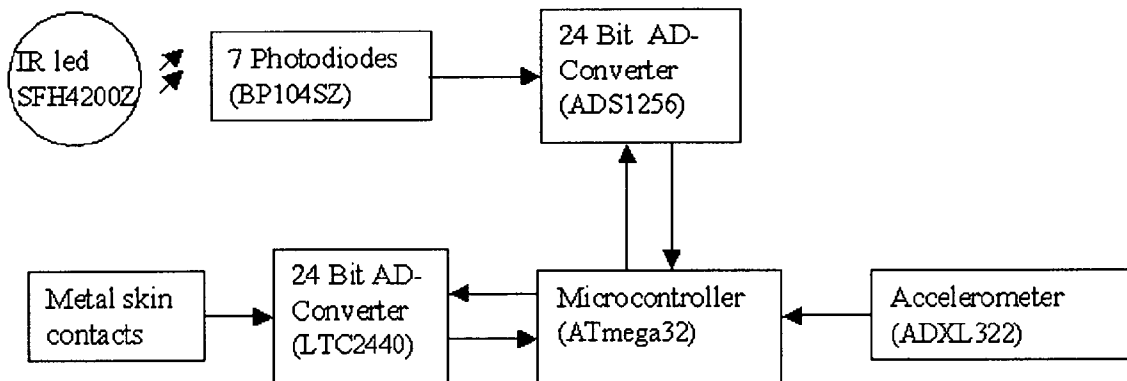 IR led
SFH4200Z
7 Photodiodes
(BP104SZ)
24 Bit AD-
Converter
(ADS1256)
Metal skin
contacts
24 Bit AD-
Converter
(LTC2440)
Microcontroller
(ATmega32)
Accelerometer
(ADXL322)